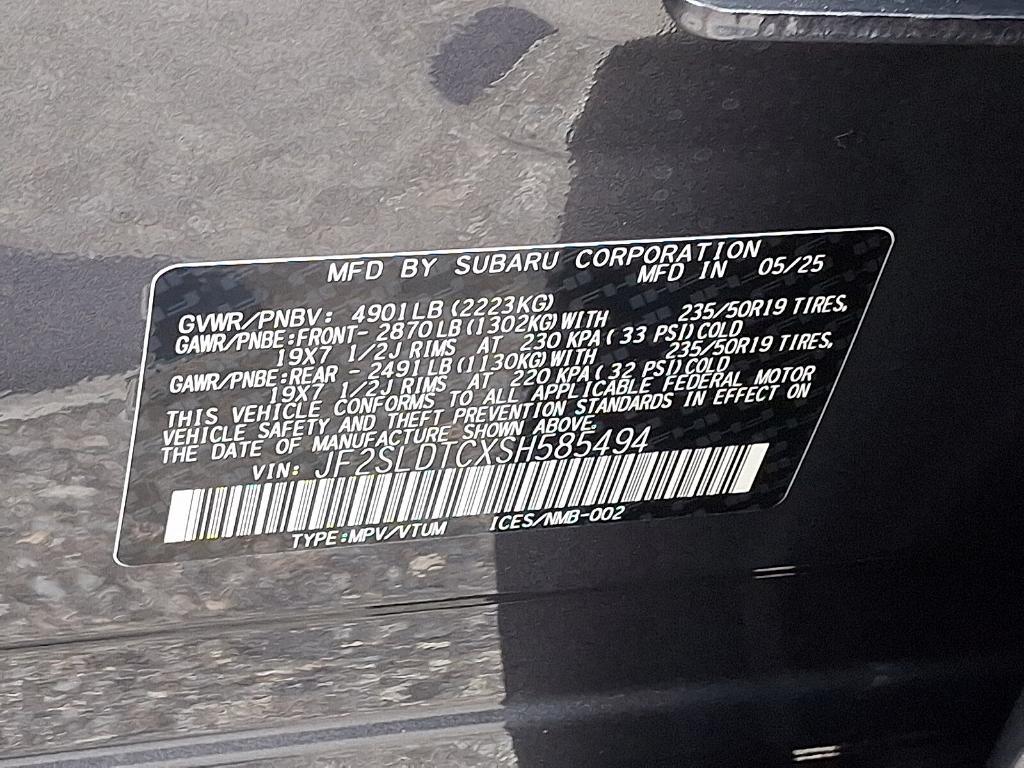 MFD BY SUBARU CORPORATION
MFD IN 05/25
GVWR/PNBV: 4901LB(2223KG)
GAWR/PNBE:FRONT- 2870LB(1302KG)WITH 235/50R19 TIRES,
19X7 1/2J RIMS AT 230 KPA(33 PSI)COLD
GAWR/PNBE:REAR - 2491LB(1130KG)WITH 235/50R19 TIRES,
19X7 1/2J RIMS AT 220 KPA(32 PSI)COLD
THIS VEHICLE CONFORMS TO ALL APPLICABLE FEDERAL MOTOR
VEHICLE SAFETY AND THEFT PREVENTION STANDARDS IN EFFECT ON
THE DATE OF MANUFACTURE SHOWN ABOVE.
VIN: JF2SLDTCXSH585494
TYPE:MPV/VTUM ICES/NMB-002